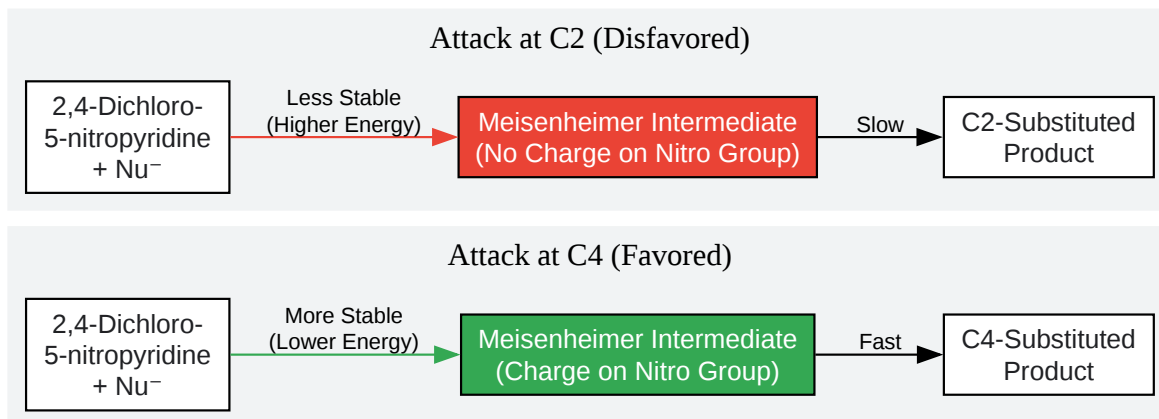 Attack at C2 (Disfavored)
2,4-Dichloro-
5-nitropyridine
+ Nu⁻
Less Stable
(Higher Energy)
Meisenheimer Intermediate
(No Charge on Nitro Group)
Slow
C2-Substituted
Product
Attack at C4 (Favored)
2,4-Dichloro-
5-nitropyridine
+ Nu⁻
More Stable
(Lower Energy)
Meisenheimer Intermediate
(Charge on Nitro Group)
Fast
C4-Substituted
Product